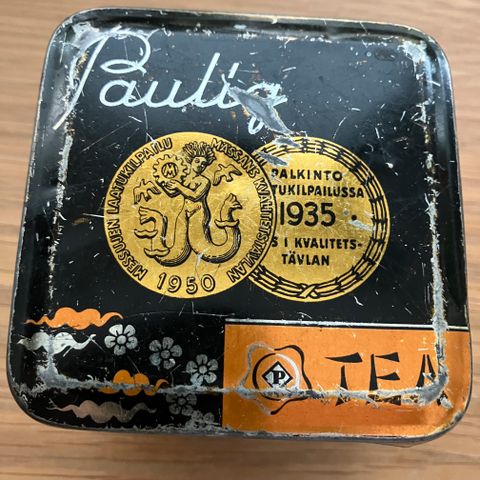 Paulig
MESSUJEN LAATUKILPAILU
MÄSSANS KVALITETSTÄVLAN
M
1950
PALKINTO
TUKILPAILUSSA
1935
S I KVALITETS-
TÄVLAN
P
TEA